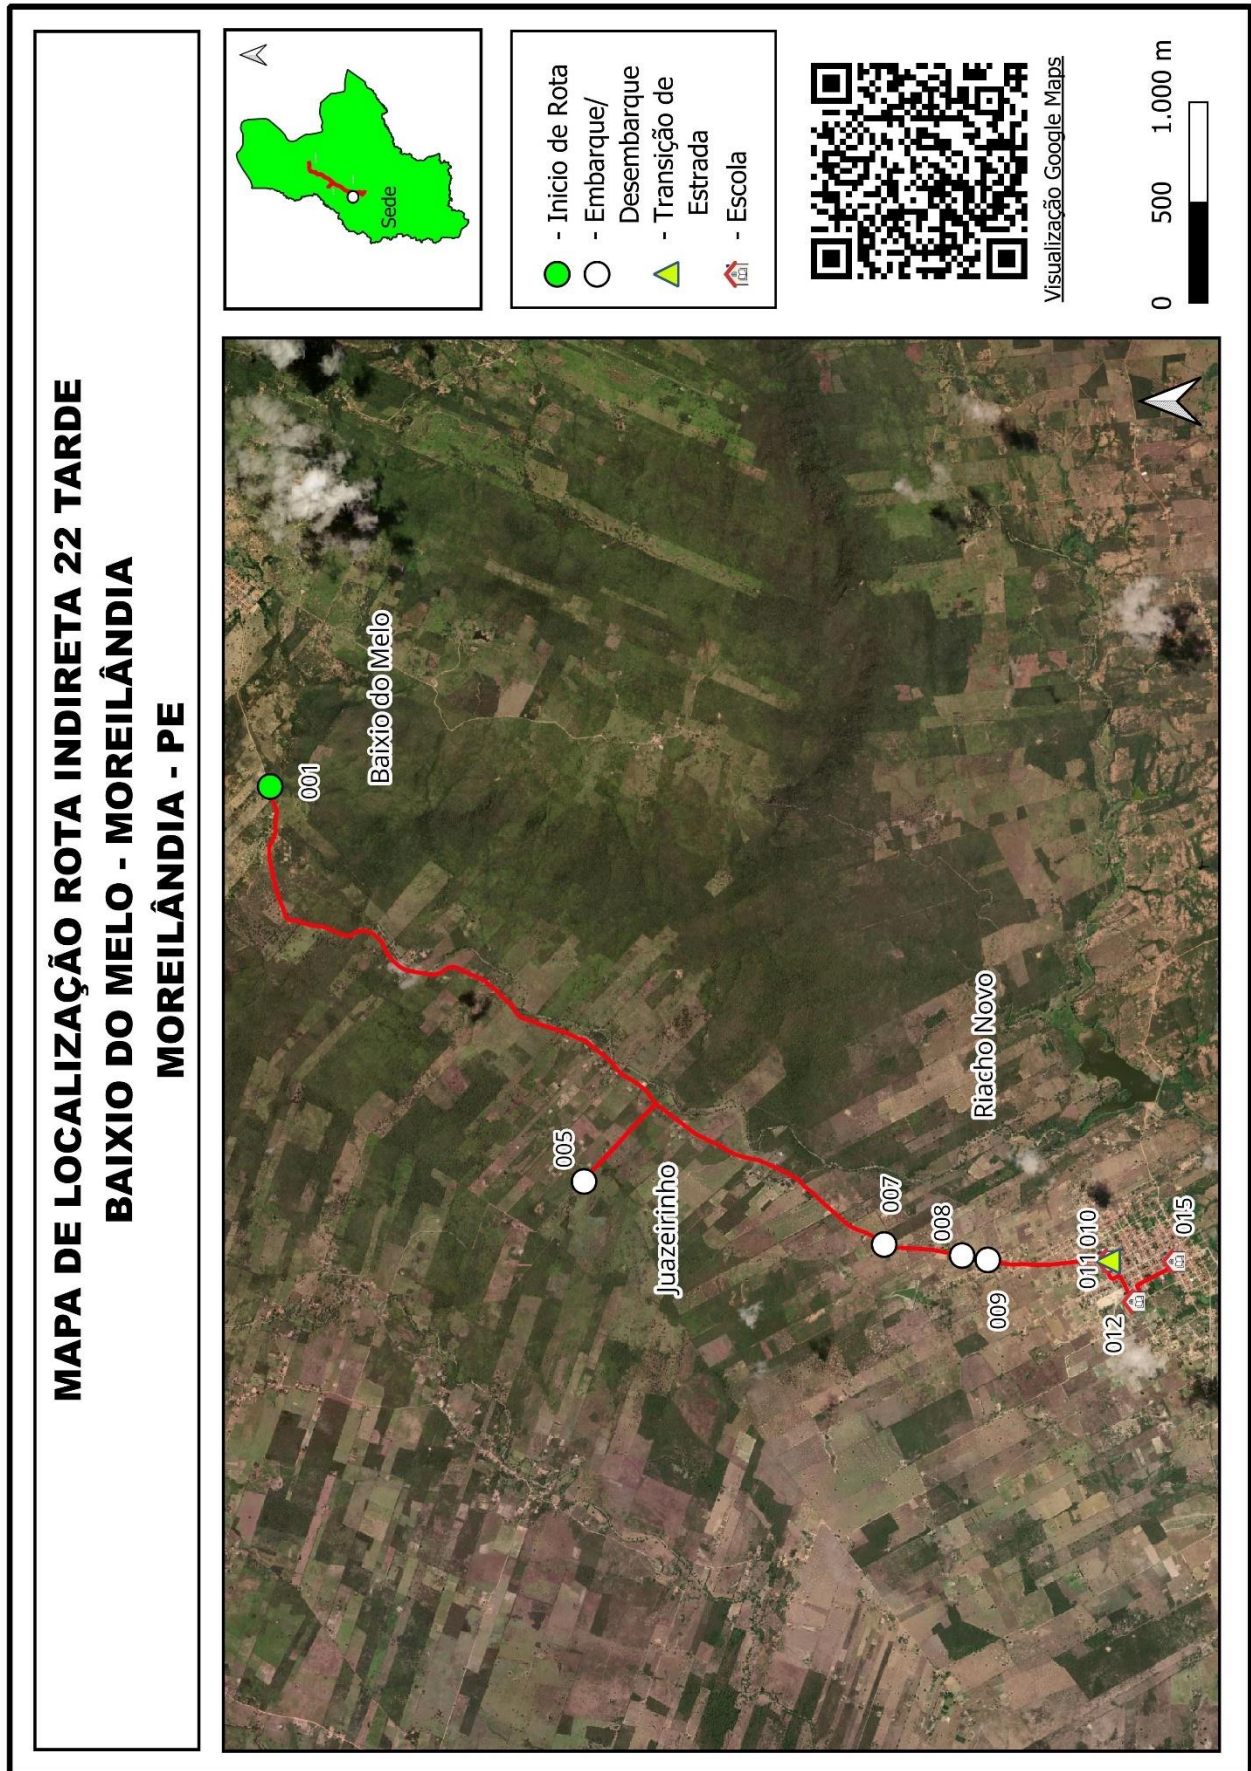 MAPA DE LOCALIZAÇÃO ROTA INDIRETA 22 TARDE
BAIXIO DO MELO - MOREILÂNDIA
MOREILÂNDIA - PE
Sede
- Inicio de Rota
- Embarque/
Desembarque
- Transição de
Estrada
- Escola
Visualização Google Maps
0 500 1.000 m
001
Baixio do Melo
005
Juazeirinho
007
008
009
Riacho Novo
011 010
012
015